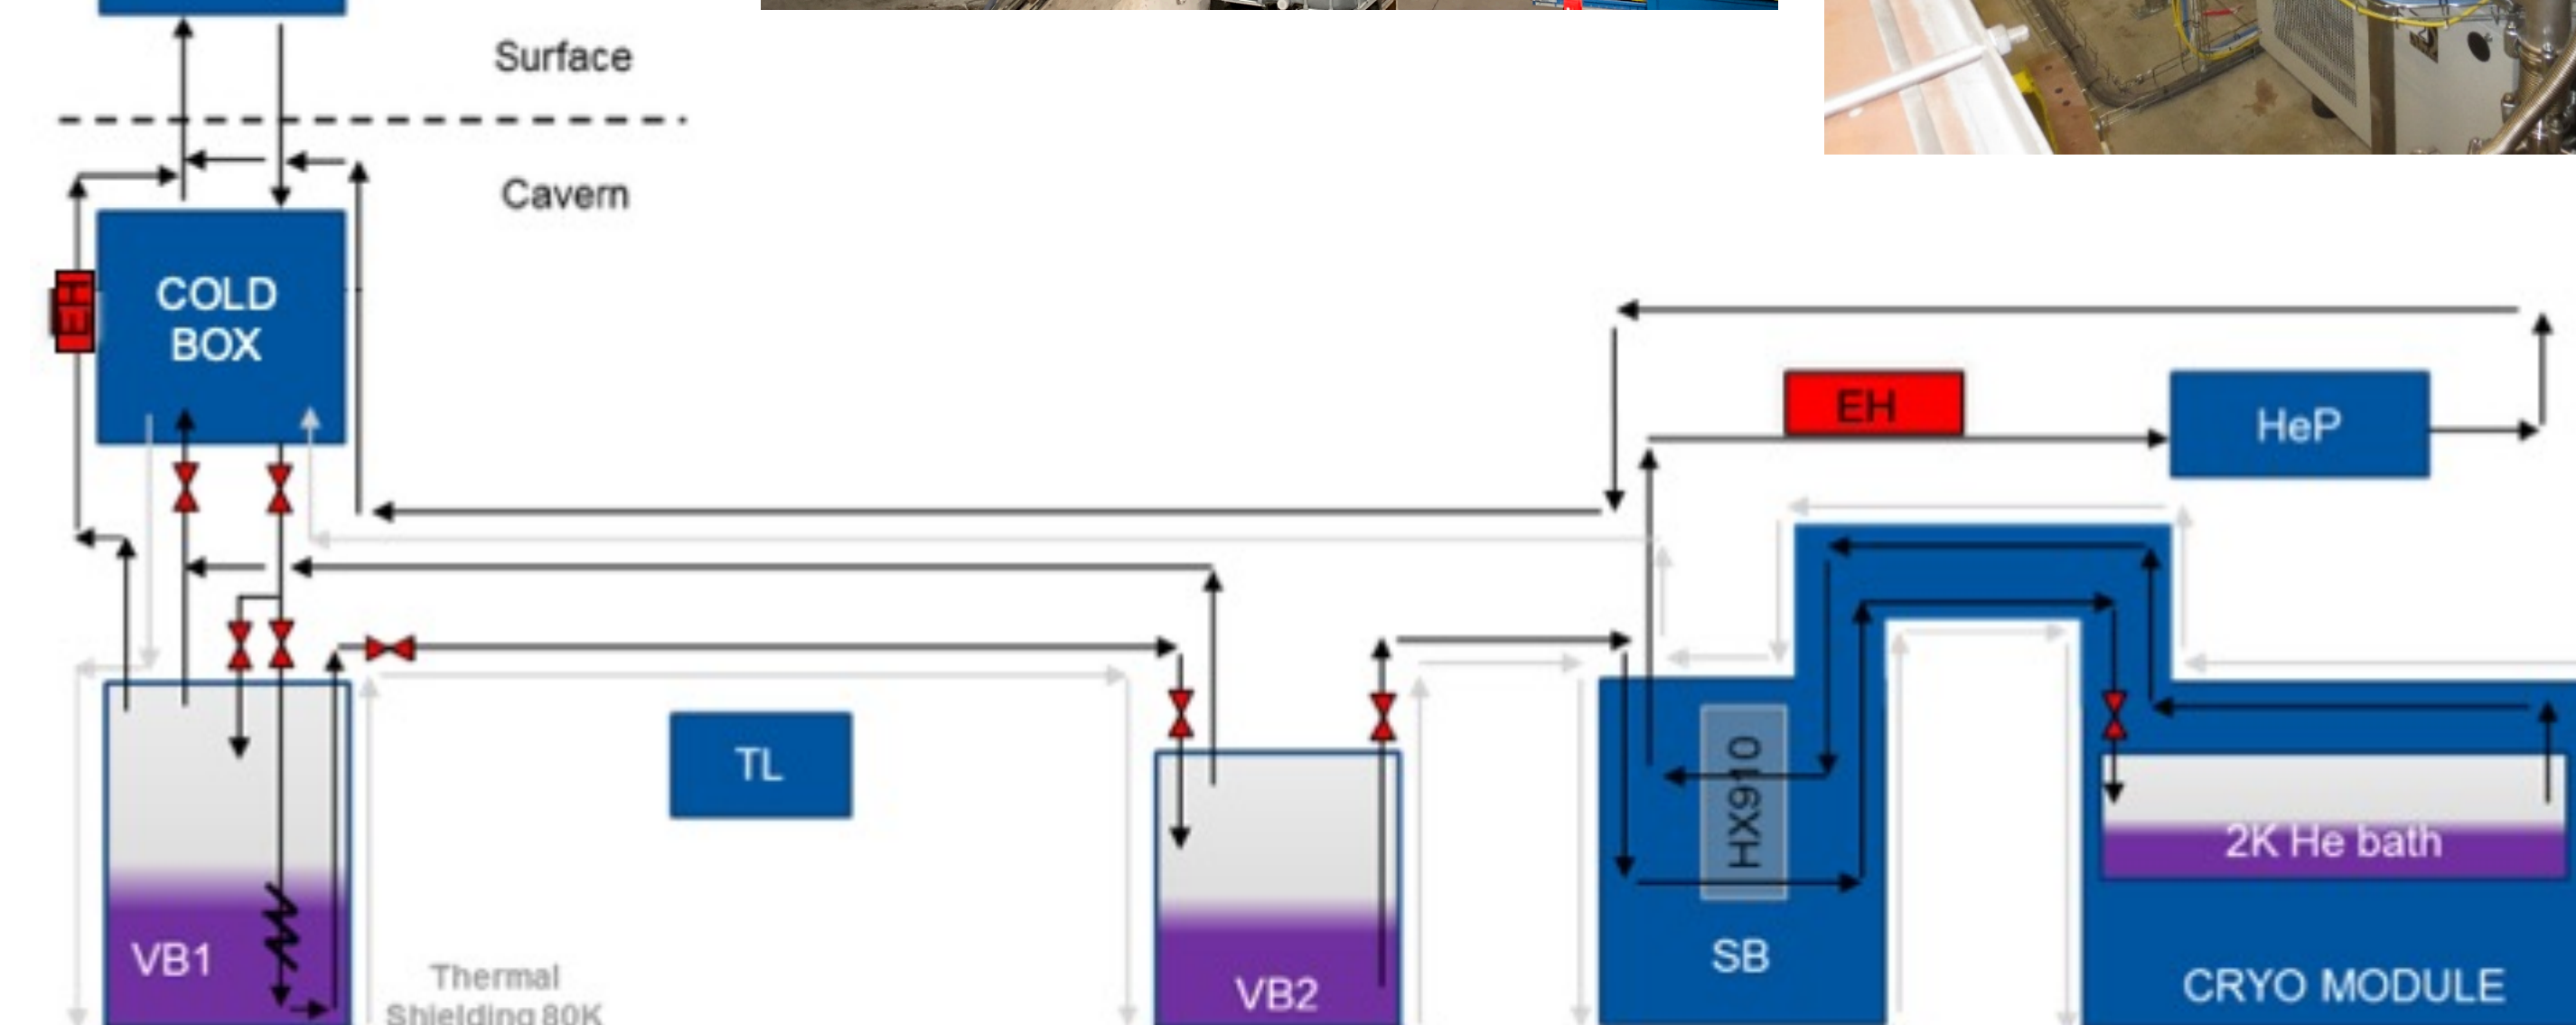 Surface
Cavern
COLD
BOX
EH
EH
HeP
TL
HX910
2K He bath
VB1
SB
VB2
CRYO MODULE
Thermal
Shielding 80K